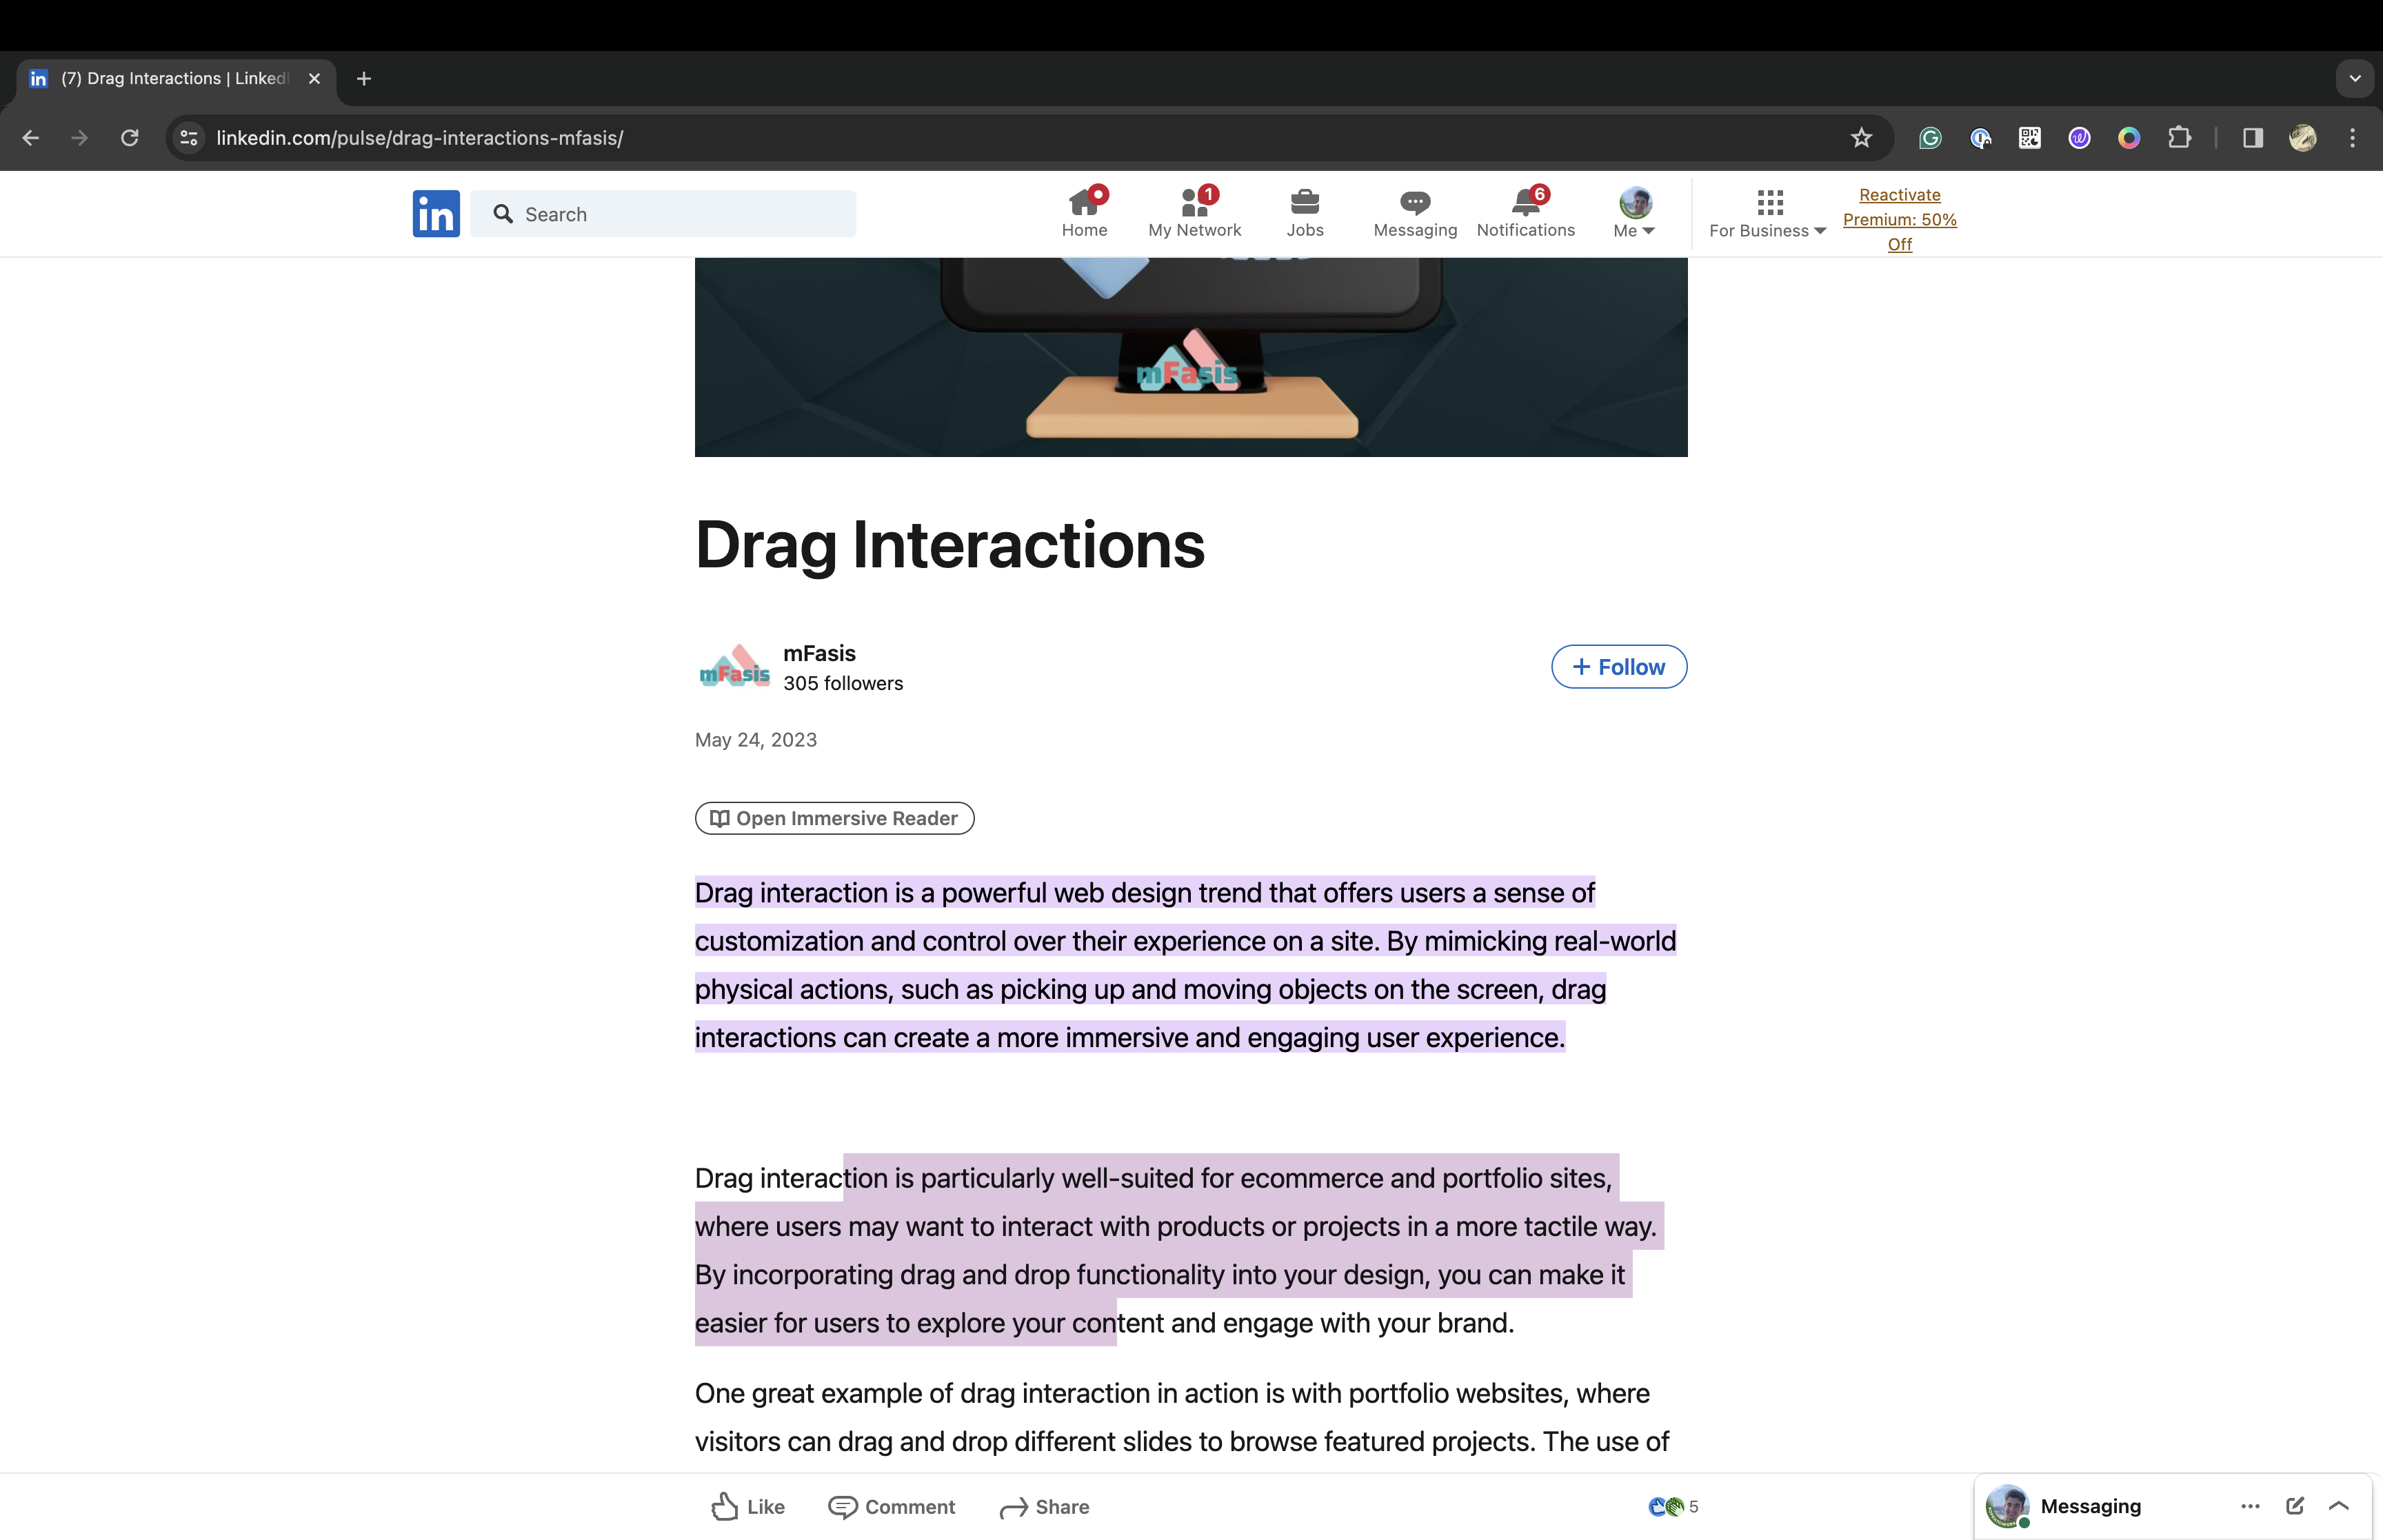 (7) Drag Interactions | Linked
linkedin.com/pulse/drag-interactions-mfasis/
in
Search
Home
1
My Network
Jobs
Messaging
6
Notifications
Me
For Business
Reactivate
Premium: 50%
Off
mFasis
Drag Interactions
mFasis
mFasis
305 followers
+ Follow
May 24, 2023
Open Immersive Reader
Drag interaction is a powerful web design trend that offers users a sense of
customization and control over their experience on a site. By mimicking real-world
physical actions, such as picking up and moving objects on the screen, drag
interactions can create a more immersive and engaging user experience.
Drag interaction is particularly well-suited for ecommerce and portfolio sites,
where users may want to interact with products or projects in a more tactile way.
By incorporating drag and drop functionality into your design, you can make it
easier for users to explore your content and engage with your brand.
One great example of drag interaction in action is with portfolio websites, where
visitors can drag and drop different slides to browse featured projects. The use of
Like
Comment
Share
5
Messaging